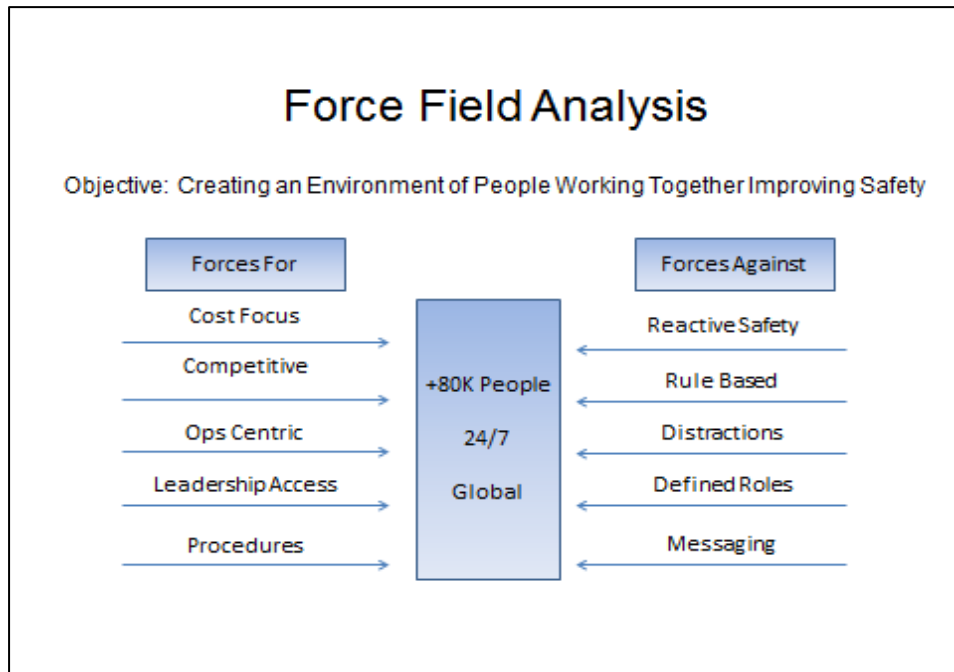 Force Field Analysis
Objective: Creating an Environment of People Working Together Improving Safety
Forces For
Cost Focus
Competitive
Ops Centric
Leadership Access
Procedures
+80K People
24/7
Global
Forces Against
Reactive Safety
Rule Based
Distractions
Defined Roles
Messaging